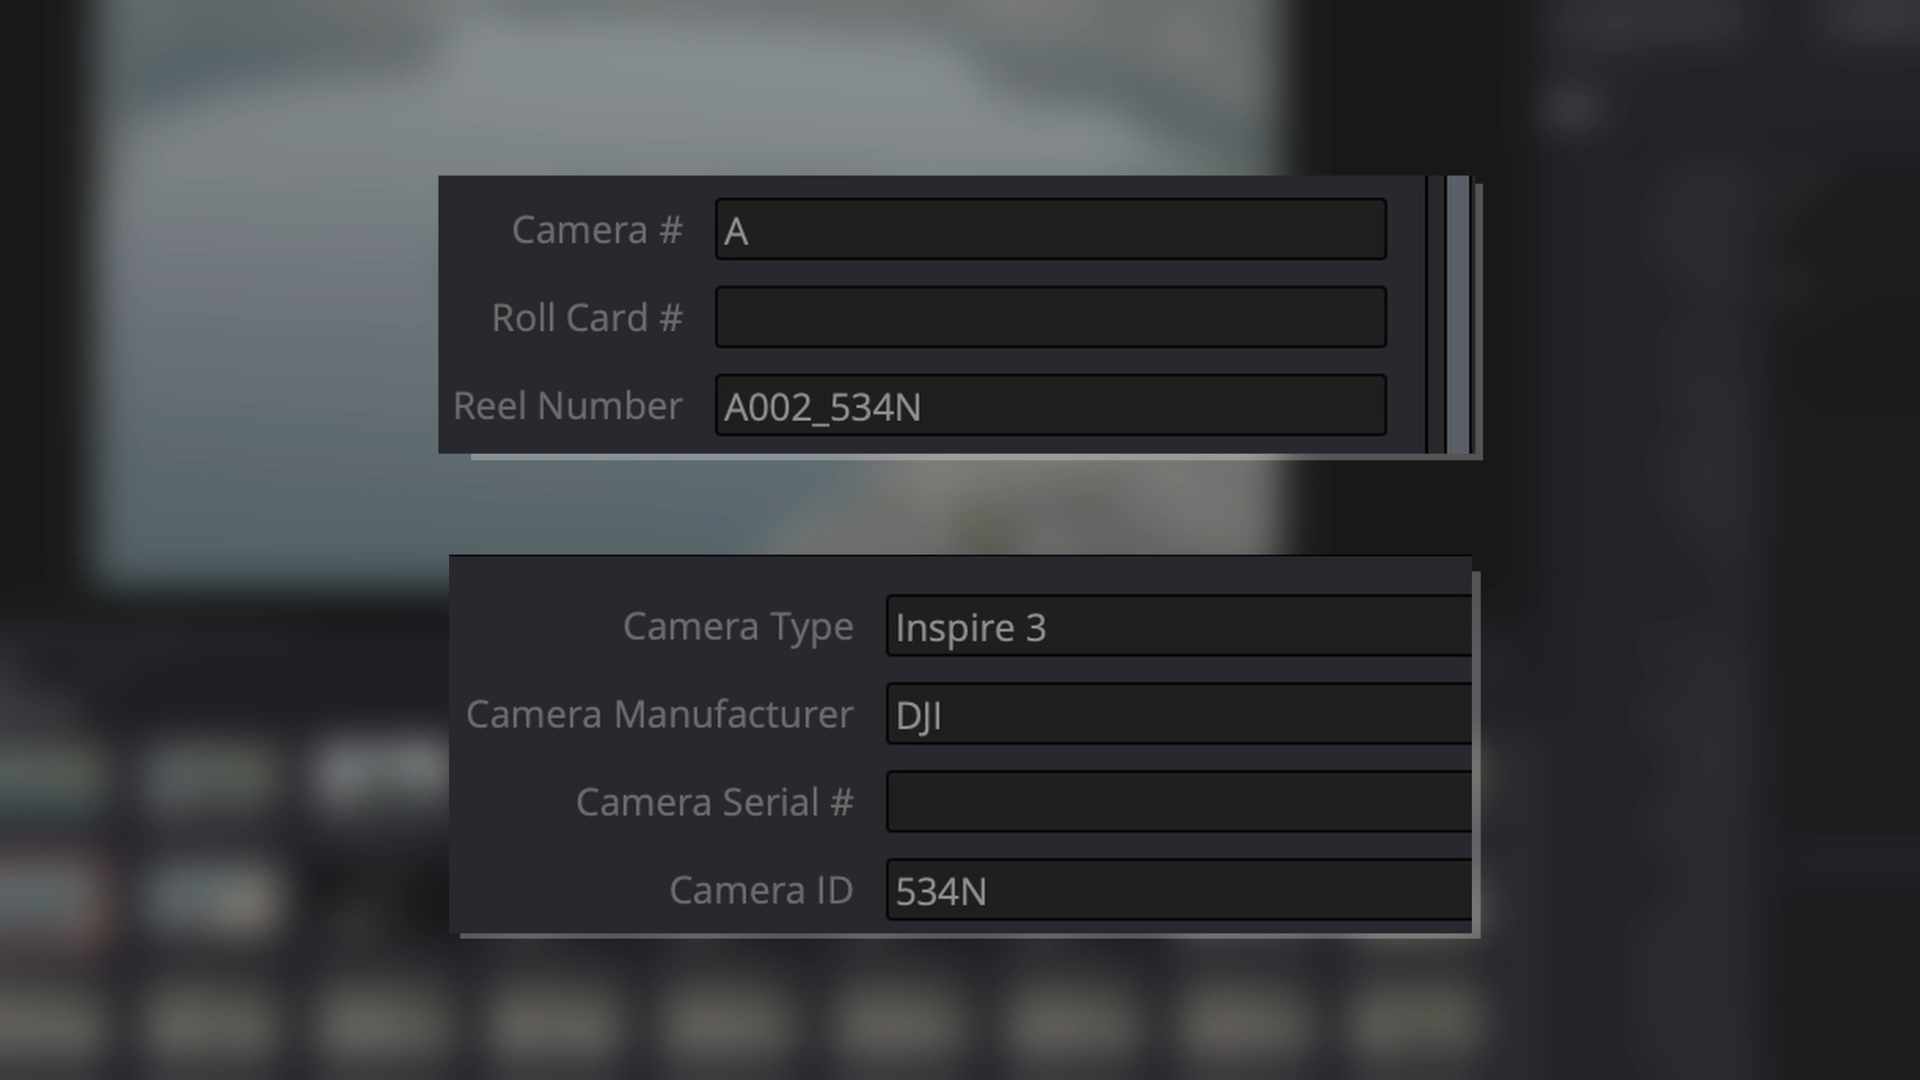 Camera # A
Roll Card #
Reel Number A002_534N
Camera Type Inspire 3
Camera Manufacturer DJI
Camera Serial #
Camera ID 534N